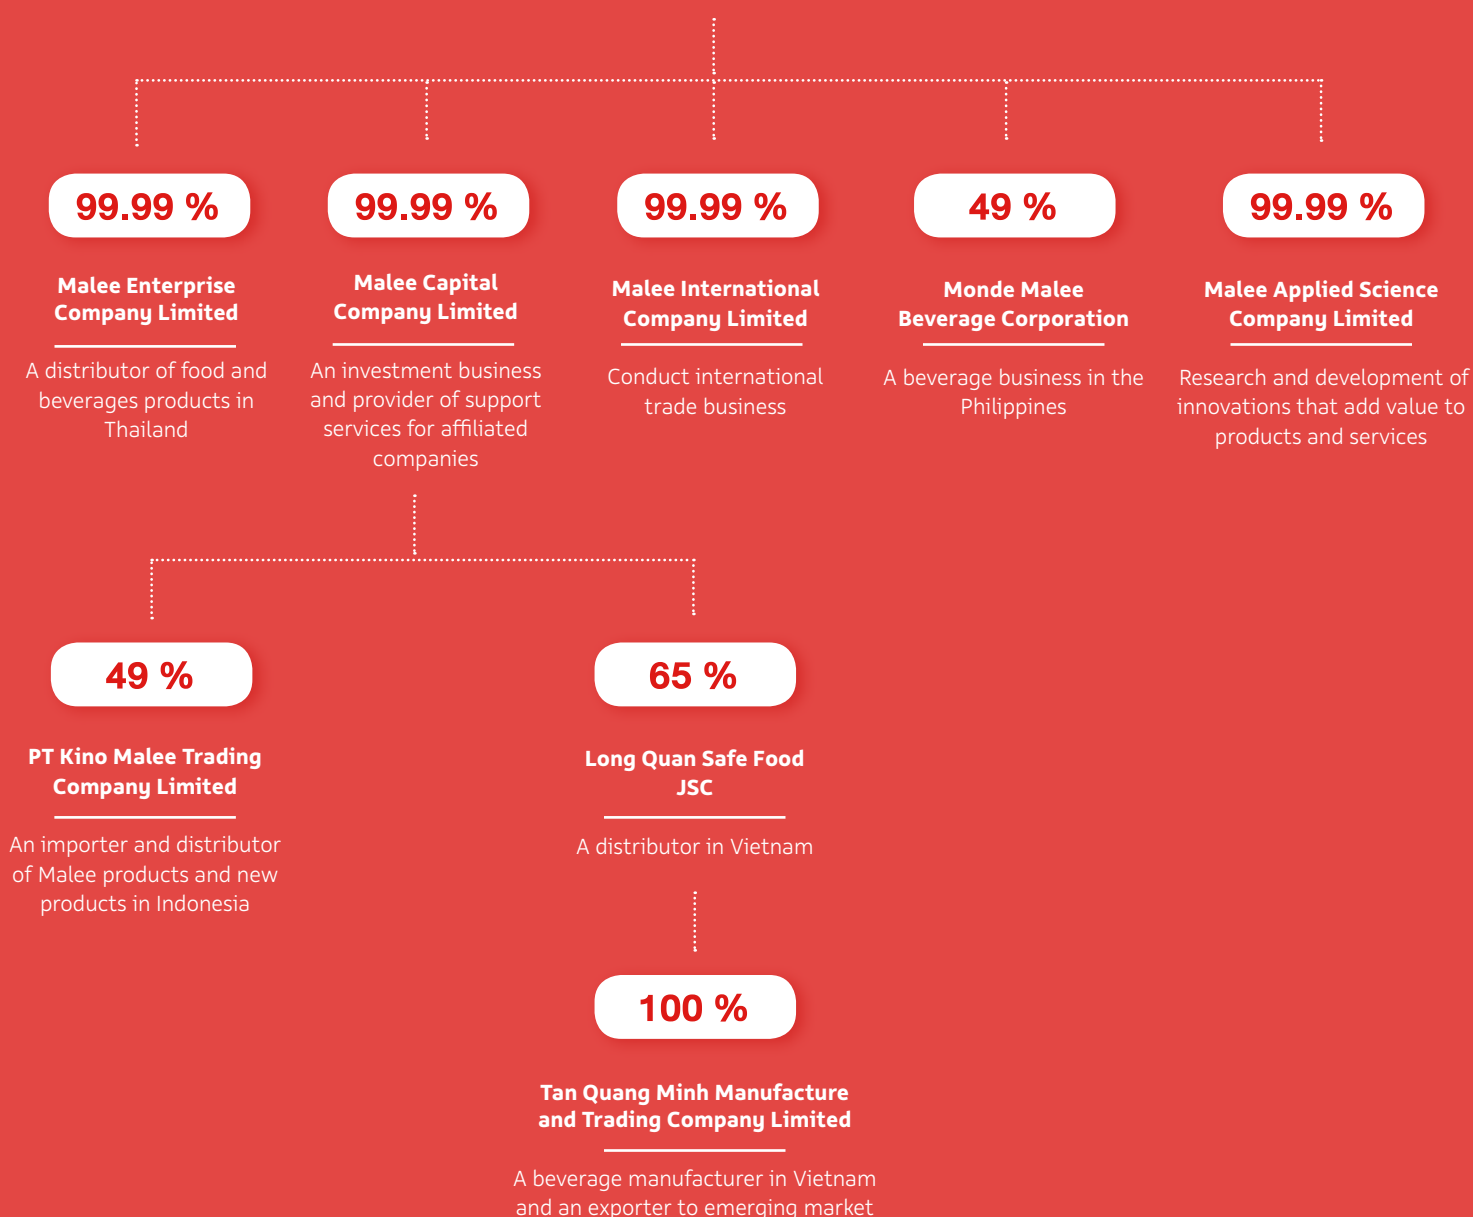 99.99 %
Malee Enterprise
Company Limited
A distributor of food and
beverages products in
Thailand
99.99 %
Malee Capital
Company Limited
An investment business
and provider of support
services for affiliated
companies
99.99 %
Malee International
Company Limited
Conduct international
trade business
49 %
Monde Malee
Beverage Corporation
A beverage business in the
Philippines
99.99 %
Malee Applied Science
Company Limited
Research and development of
innovations that add value to
products and services
49 %
PT Kino Malee Trading
Company Limited
An importer and distributor
of Malee products and new
products in Indonesia
65 %
Long Quan Safe Food
JSC
A distributor in Vietnam
100 %
Tan Quang Minh Manufacture
and Trading Company Limited
A beverage manufacturer in Vietnam
and an exporter to emerging market